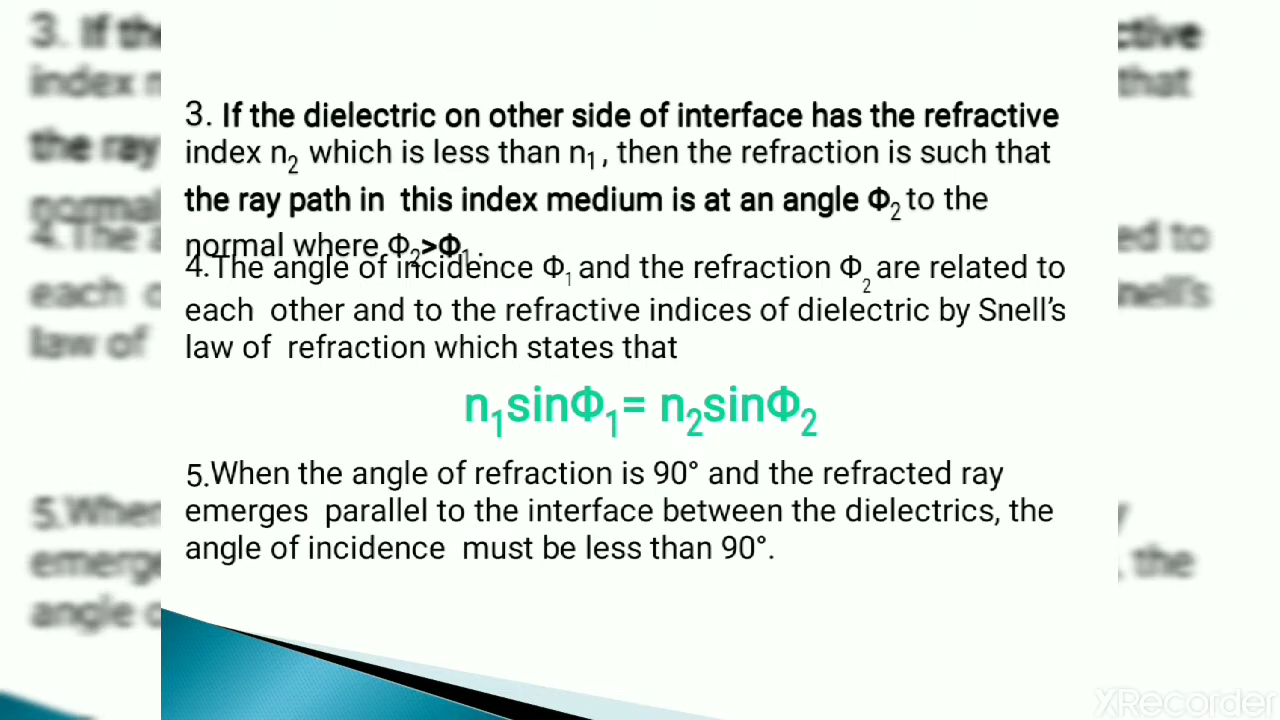 3. If the dielectric on other side of interface has the refractive
index n₂ which is less than n₁, then the refraction is such that
the ray path in this index medium is at an angle Φ₂ to the
normal where Φ₂>Φ₁.
4.The angle of incidence Φ₁ and the refraction Φ₂ are related to
each other and to the refractive indices of dielectric by Snell’s
law of refraction which states that
n₁sinΦ₁= n₂sinΦ₂
5.When the angle of refraction is 90° and the refracted ray
emerges parallel to the interface between the dielectrics, the
angle of incidence must be less than 90°.
XRecorder